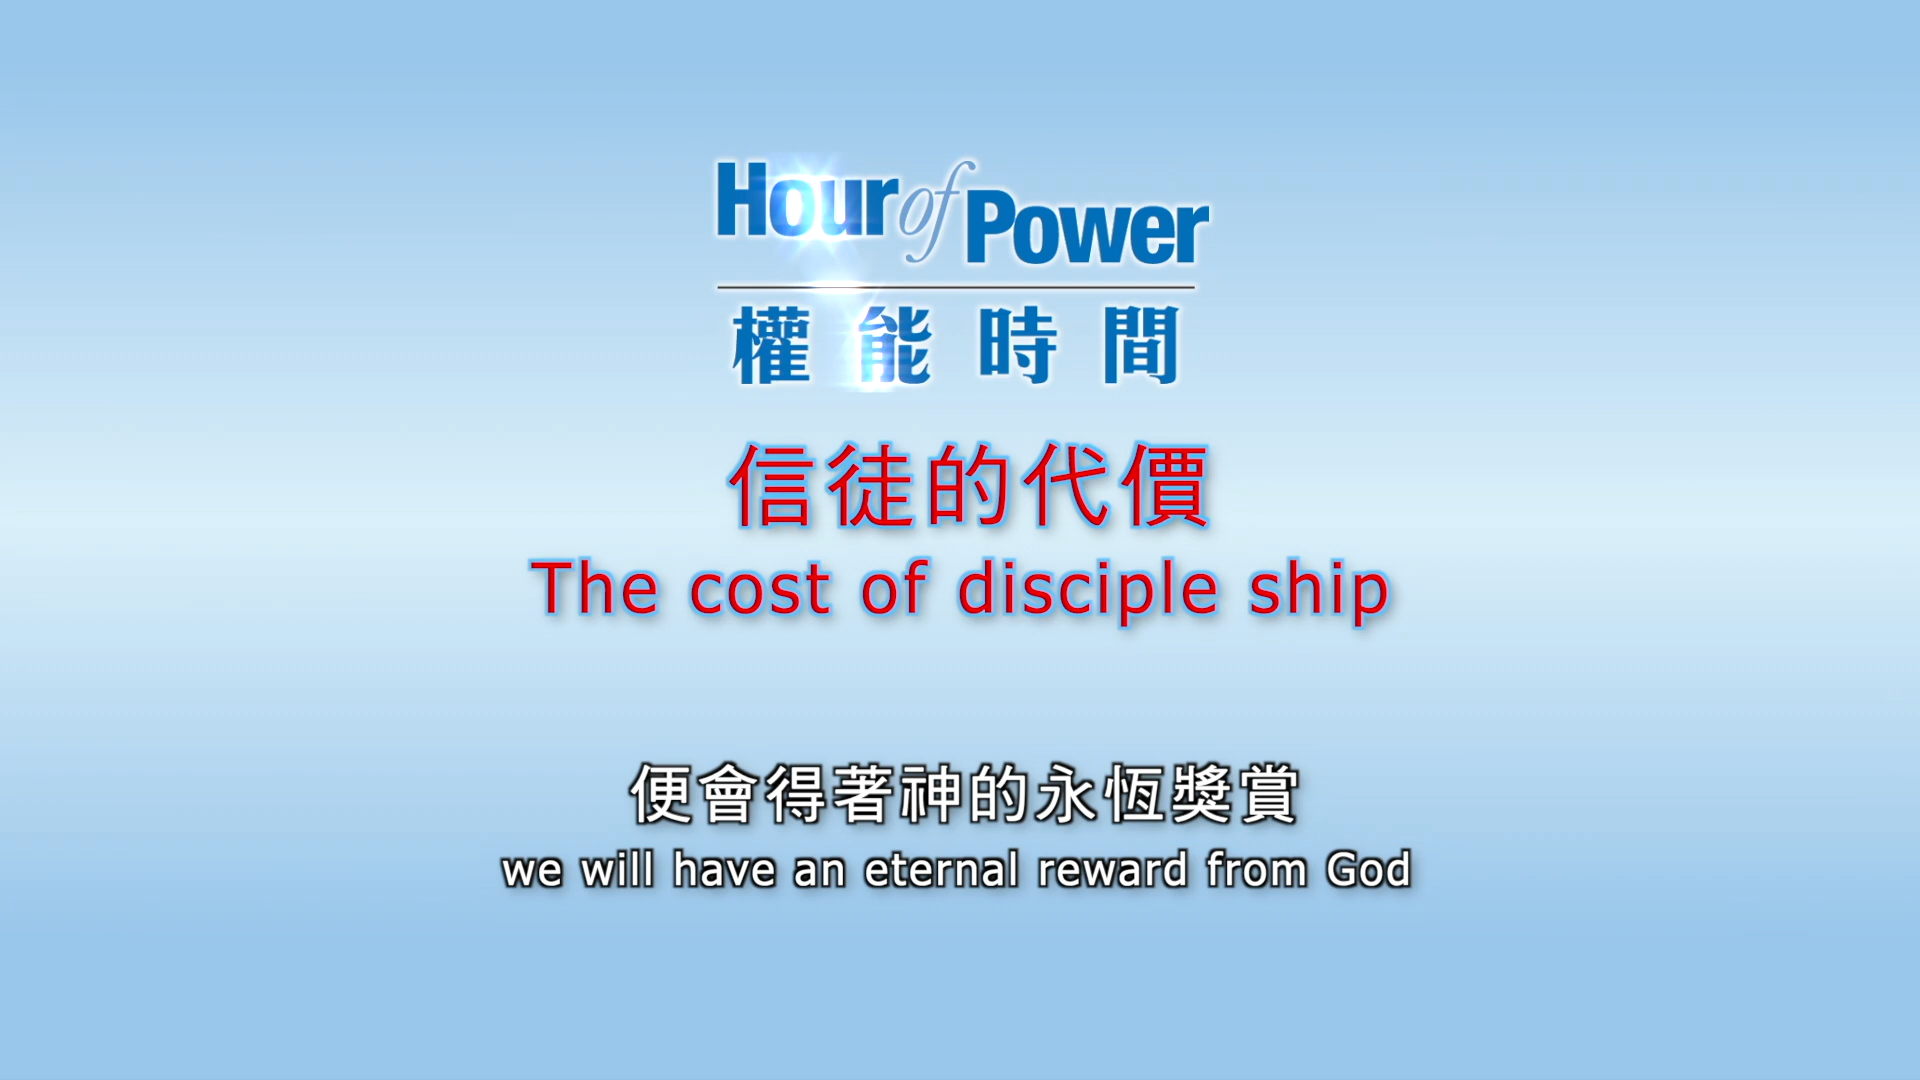 Hour of Power
權能時間
信徒的代價
The cost of disciple ship
便會得著神的永恆獎賞
we will have an eternal reward from God